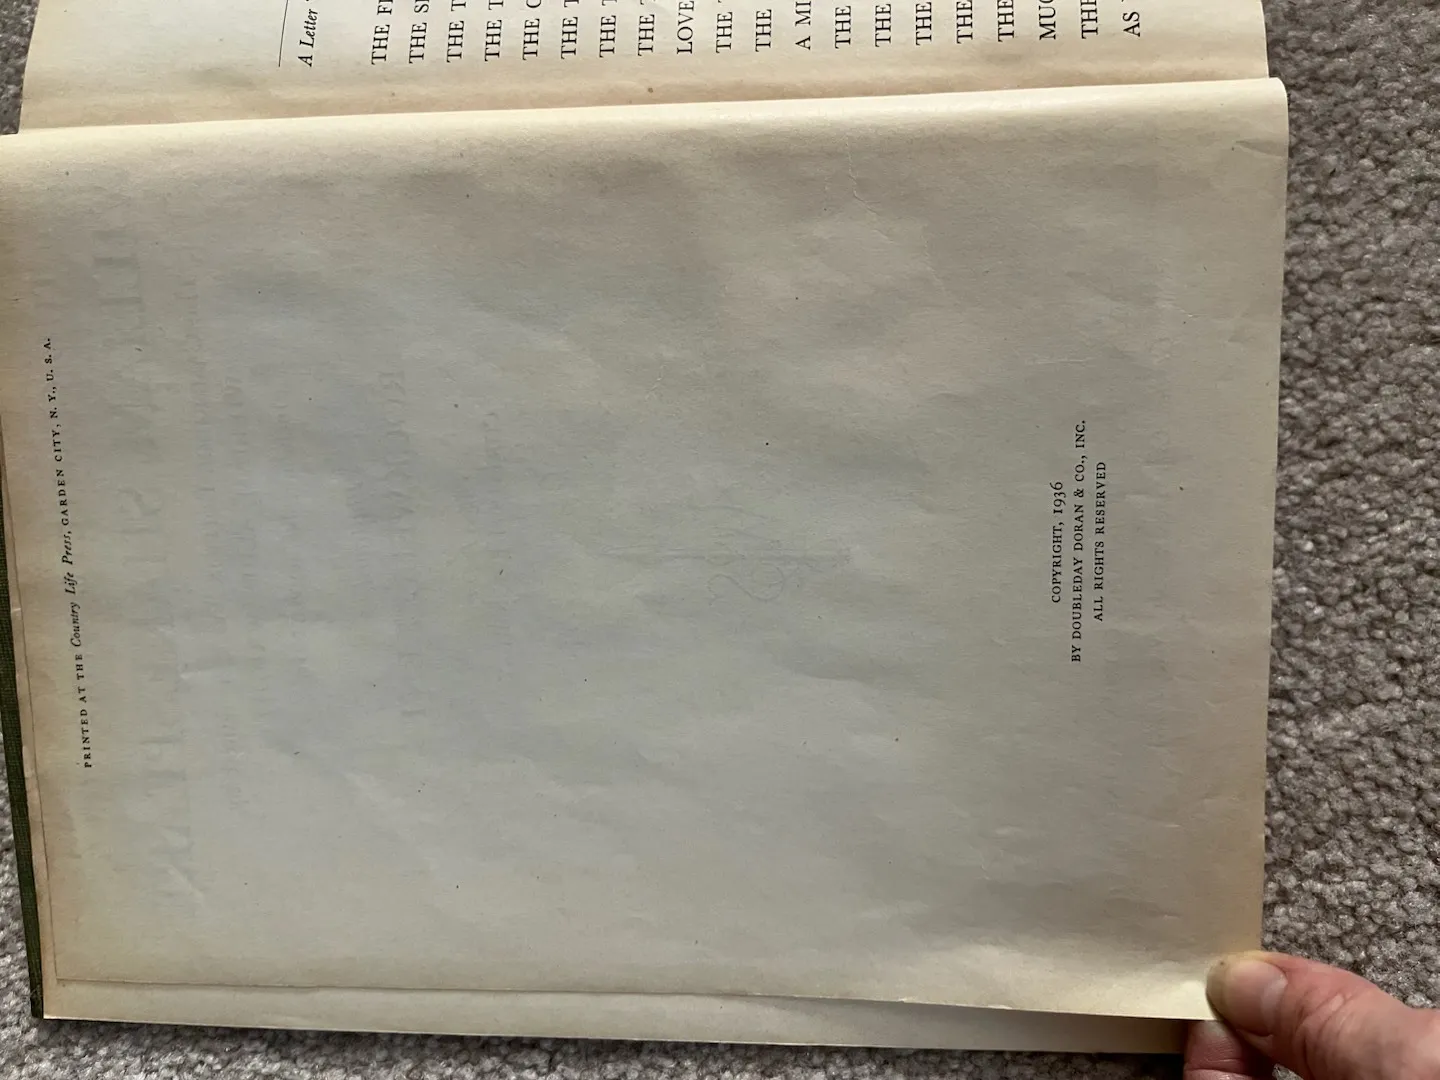 PRINTED AT THE Country Life Press, GARDEN CITY, N. Y., U. S. A.
COPYRIGHT, 1936
BY DOUBLEDAY DORAN & CO., INC.
ALL RIGHTS RESERVED
A Letter
THE
THE
THE
THE
THE
THE
THE
THE
LOVE
THE
THE
A
THE
THE
THE
THE
THE
THE
AS